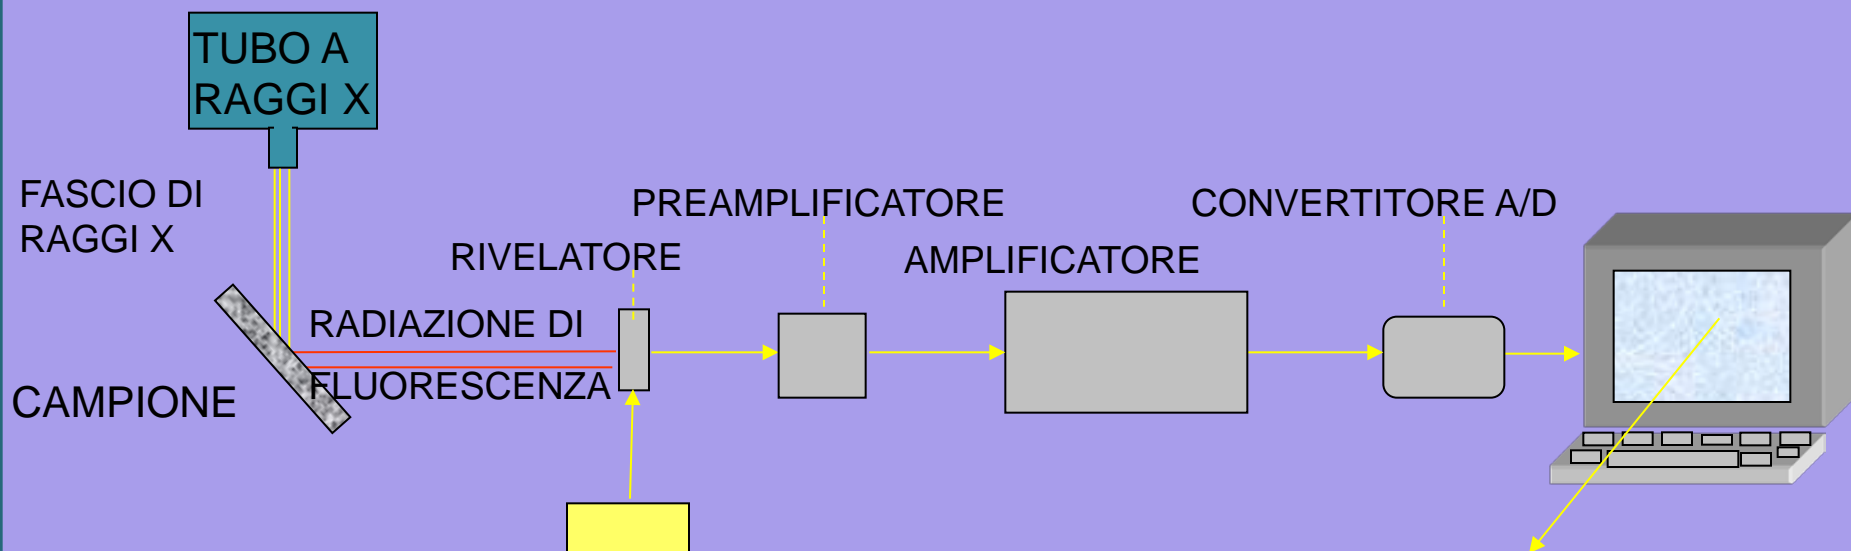 TUBO A
RAGGI X
FASCIO DI
RAGGI X
PREAMPLIFICATORE
CONVERTITORE A/D
RIVELATORE
AMPLIFICATORE
RADIAZIONE DI
FLUORESCENZA
CAMPIONE